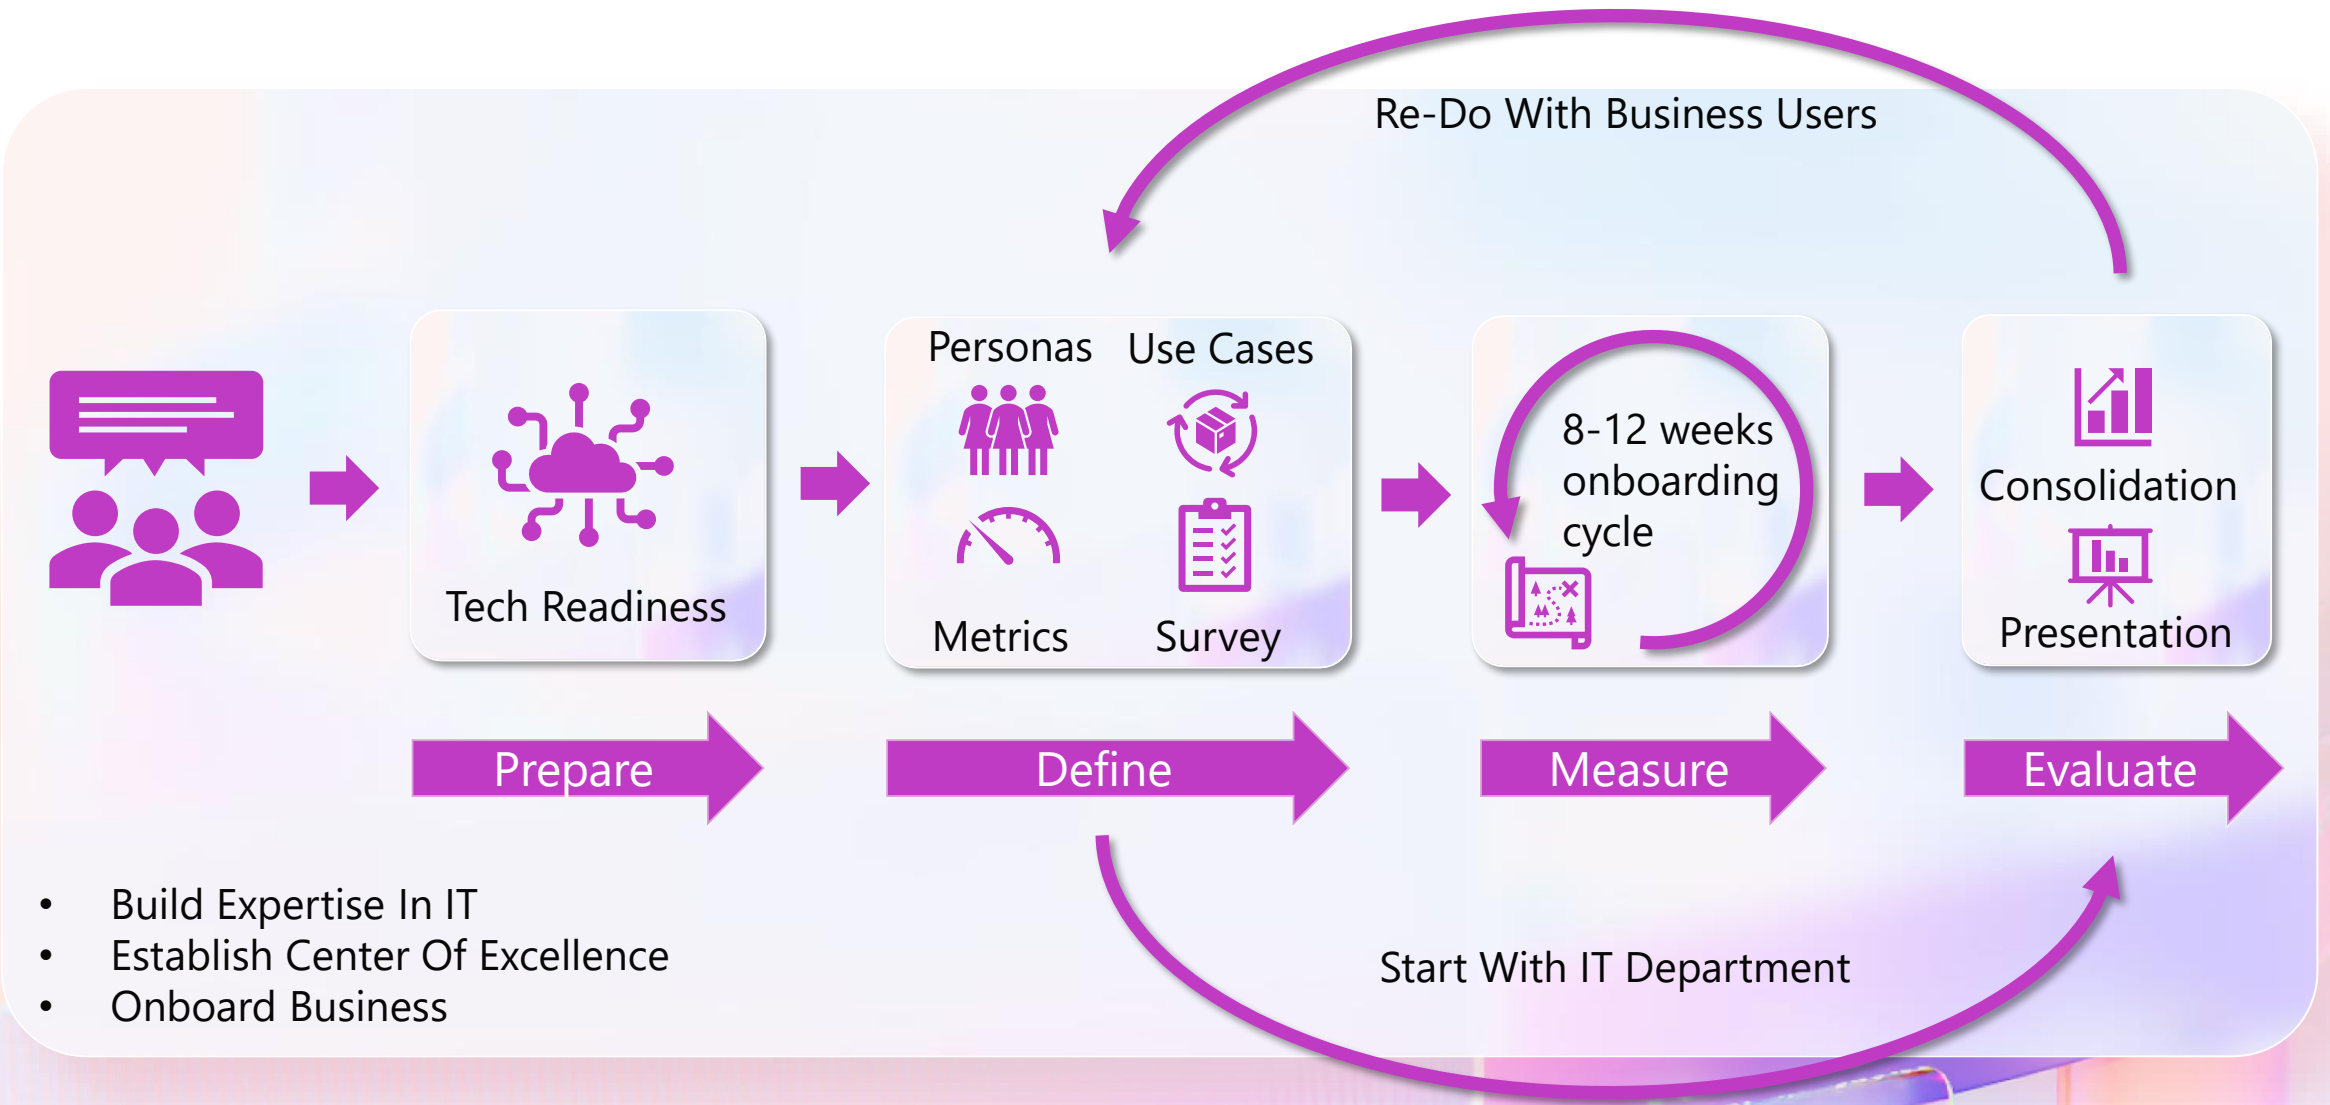 Re-Do With Business Users
Tech Readiness
Personas
Use Cases
Metrics
Survey
8-12 weeks
onboarding
cycle
Consolidation
Presentation
Prepare
Define
Measure
Evaluate
• Build Expertise In IT
• Establish Center Of Excellence
• Onboard Business
Start With IT Department